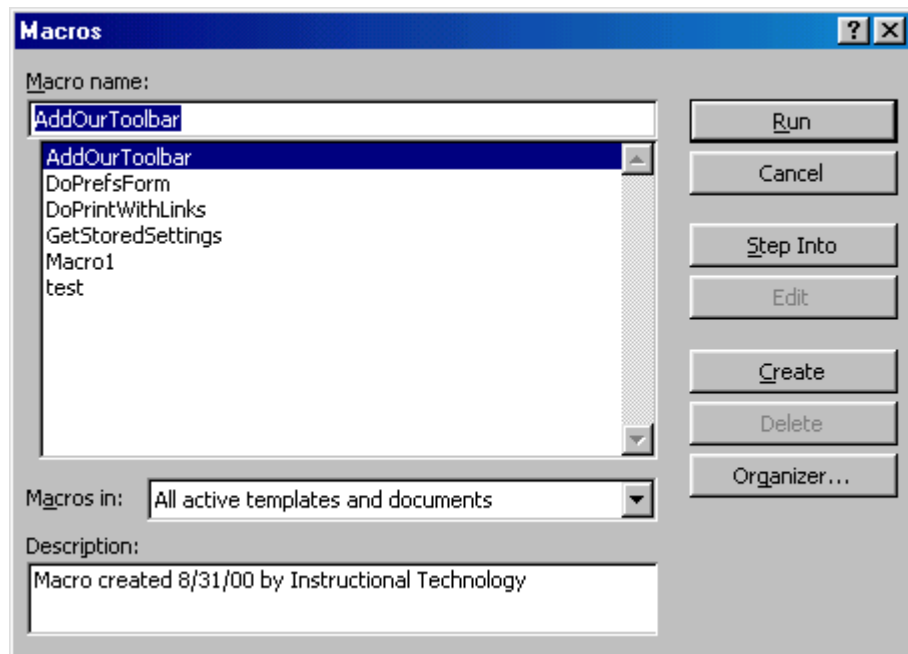 Macros
Macro name:
AddOurToolbar
Run
AddOurToolbar
Cancel
DoPrefsForm
DoPrintWithLinks
GetStoredSettings
Step Into
Macro1
test
Edit
Create
Delete
Organizer...
Macros in: All active templates and documents
Description:
Macro created 8/31/00 by Instructional Technology